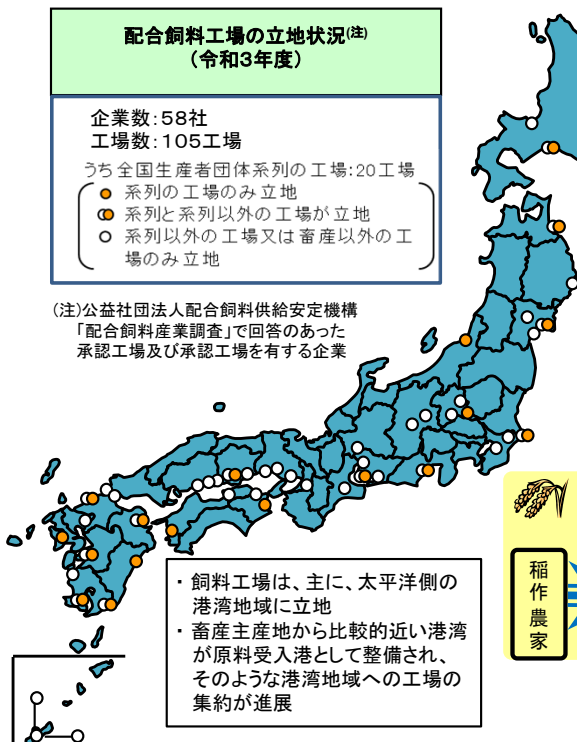 配合飼料工場の立地状況(注)
(令和3年度)
企業数:58社
工場数:105工場
うち全国生産者団体系列の工場:20工場
系列の工場のみ立地
系列と系列以外の工場が立地
系列以外の工場又は畜産以外の工
場のみ立地
(注)公益社団法人配合飼料供給安定機構
「配合飼料産業調査」で回答のあった
承認工場及び承認工場を有する企業
・ 飼料工場は、主に、太平洋側の
港湾地域に立地
・ 畜産主産地から比較的近い港湾
が原料受入港として整備され、
そのような港湾地域への工場の
集約が進展
稲作農家